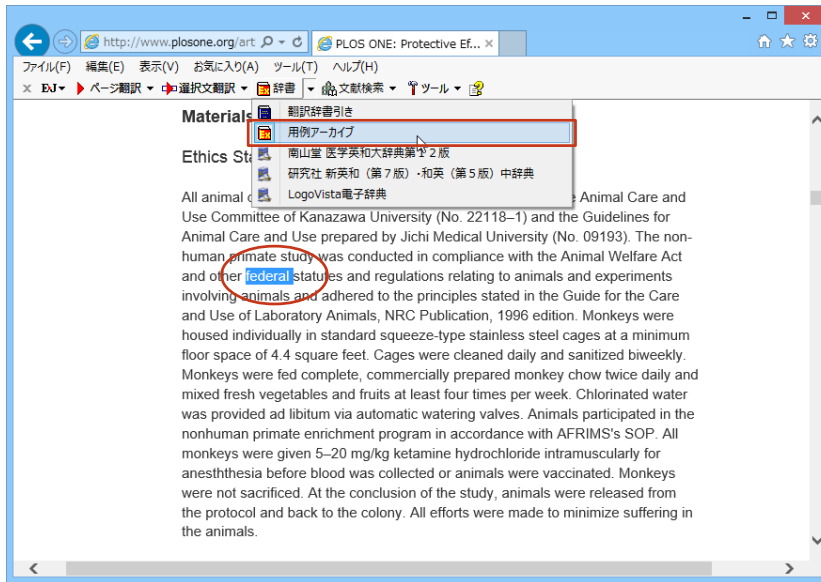 http://www.plosone.org/art
PLOS ONE: Protective Ef... ×
ファイル(F) 編集(E) 表示(V) お気に入り(A) ツール(T) ヘルプ(H)
× EJ ページ翻訳 選択文翻訳 辞書 文献検索 ツール
翻訳辞書引き
用例アーカイブ
南山堂 医学英和大辞典第12版
研究社 新英和（第7版）・和英（第5版）中辞典
LogoVista電子辞典
Materials
Ethics Sta
All animal Animal Care and
Use Committee of Kanazawa University (No. 22118–1) and the Guidelines for
Animal Care and Use prepared by Jichi Medical University (No. 09193). The non-
human primate study was conducted in compliance with the Animal Welfare Act
and other federal statutes and regulations relating to animals and experiments
involving animals and adhered to the principles stated in the Guide for the Care
and Use of Laboratory Animals, NRC Publication, 1996 edition. Monkeys were
housed individually in standard squeeze-type stainless steel cages at a minimum
floor space of 4.4 square feet. Cages were cleaned daily and sanitized biweekly.
Monkeys were fed complete, commercially prepared monkey chow twice daily and
mixed fresh vegetables and fruits at least four times per week. Chlorinated water
was provided ad libitum via automatic watering valves. Animals participated in the
nonhuman primate enrichment program in accordance with AFRIMS's SOP. All
monkeys were given 5–20 mg/kg ketamine hydrochloride intramuscularly for
anesththesia before blood was collected or animals were vaccinated. Monkeys
were not sacrificed. At the conclusion of the study, animals were released from
the protocol and back to the colony. All efforts were made to minimize suffering in
the animals.